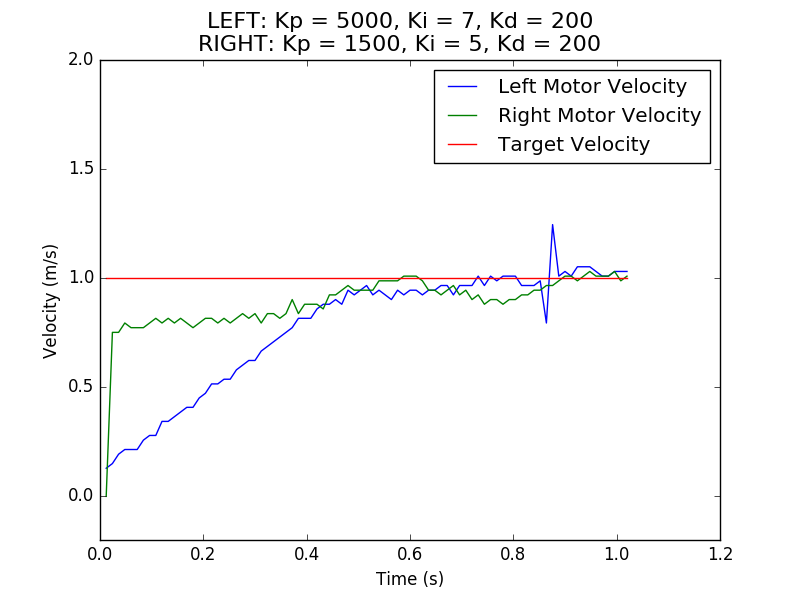 LEFT: Kp = 5000, Ki = 7, Kd = 200
RIGHT: Kp = 1500, Ki = 5, Kd = 200
2.0
Left Motor Velocity
Right Motor Velocity
Target Velocity
1.5
1.0
0.5
0.0
Velocity (m/s)
0.0 0.2 0.4 0.6 0.8 1.0 1.2
Time (s)